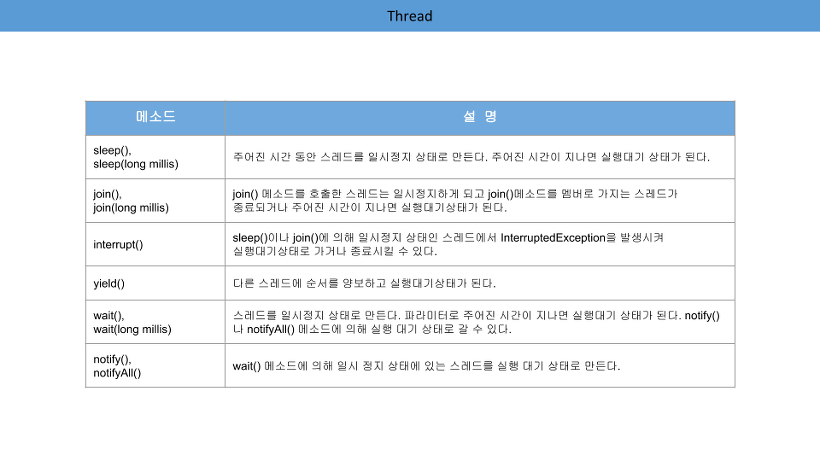 Thread
메소드
설 명
sleep(),
sleep(long millis)
주어진 시간 동안 스레드를 일시정지 상태로 만든다. 주어진 시간이 지나면 실행대기 상태가 된다.
join(),
join(long millis)
join() 메소드를 호출한 스레드는 일시정지하게 되고 join()메소드를 멤버로 가지는 스레드가
종료되거나 주어진 시간이 지나면 실행대기상태가 된다.
interrupt()
sleep()이나 join()에 의해 일시정지 상태인 스레드에서 InterruptedException을 발생시켜
실행대기상태로 가거나 종료시킬 수 있다.
yield()
다른 스레드에 순서를 양보하고 실행대기상태가 된다.
wait(),
wait(long millis)
스레드를 일시정지 상태로 만든다. 파라미터로 주어진 시간이 지나면 실행대기 상태가 된다. notify()
나 notifyAll() 메소드에 의해 실행 대기 상태로 갈 수 있다.
notify(),
notifyAll()
wait() 메소드에 의해 일시 정지 상태에 있는 스레드를 실행 대기 상태로 만든다.